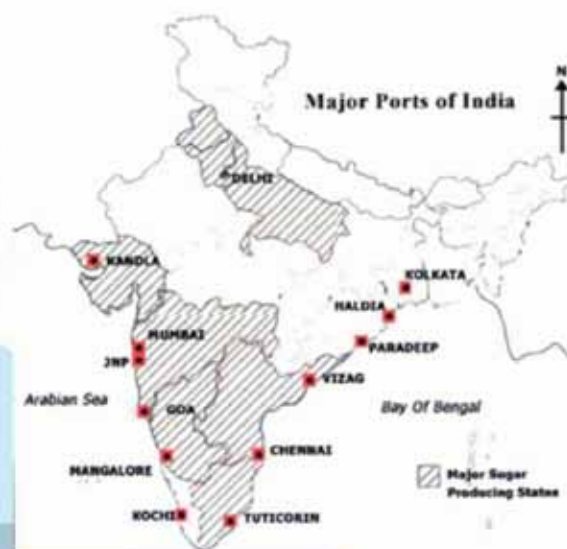 Major Ports of India
N
DELHI
KANDLA
KOLKATA
HALDIA
MUMBAI
PARADEEP
JNP
VIZAG
Arabian Sea
GOA
Bay Of Bengal
CHENNAI
MANGALORE
Major Sugar
Producing States
KOCHI
TUTICORIN